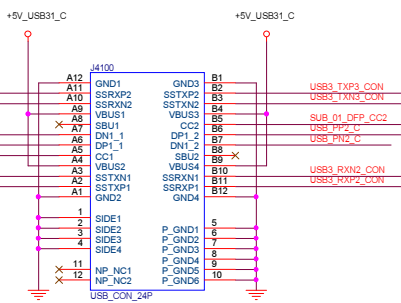 +5V_USB31_C +5V_USB31_C
J4100
A12 GND1 GND3 B1
A11 SSRXP2 SSTXP2 B2 USB3_TXP3_CON
A10 SSRXN2 SSTXN2 B3 USB3_TXN3_CON
A9 VBUS1 VBUS3 B4
A8 SBU1 CC2 B5 SUB_01_DFP_CC2
A7 DN1_1 DP1_2 B6 USB_PP2_C
A6 DP1_1 DN1_2 B7 USB_PN2_C
A5 CC1 SBU2 B8
A4 VBUS2 VBUS4 B9
A3 SSTXN1 SSRXN1 B10 USB3_RXN2_CON
A2 SSTXP1 SSRXP1 B11 USB3_RXP2_CON
A1 GND2 GND4 B12
1 SIDE1 P_GND1 5
2 SIDE2 P_GND2 6
3 SIDE3 P_GND3 7
4 SIDE4 P_GND4 8
11 NP_NC1 P_GND5 9
12 NP_NC2 P_GND6 10
USB_CON_24P